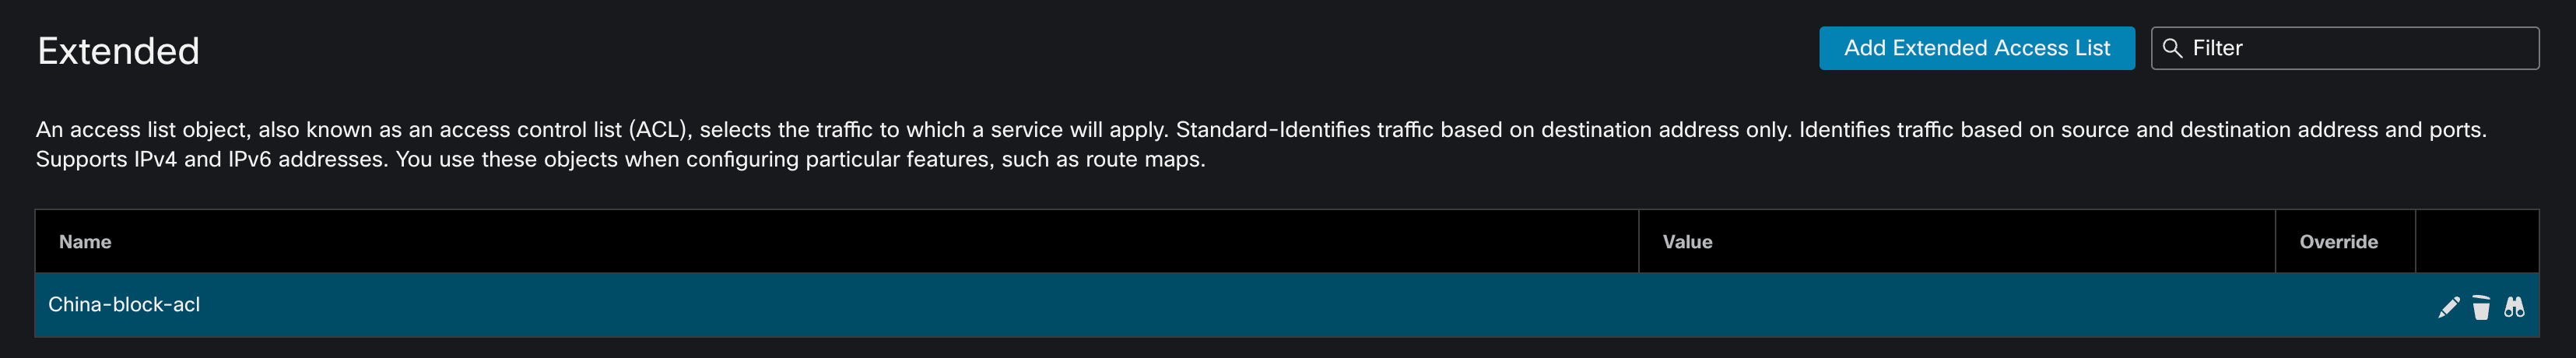 Extended
Add Extended Access List
Filter
An access list object, also known as an access control list (ACL), selects the traffic to which a service will apply. Standard-Identifies traffic based on destination address only. Identifies traffic based on source and destination address and ports.
Supports IPv4 and IPv6 addresses. You use these objects when configuring particular features, such as route maps.
Name
Value
Override
China-block-acl